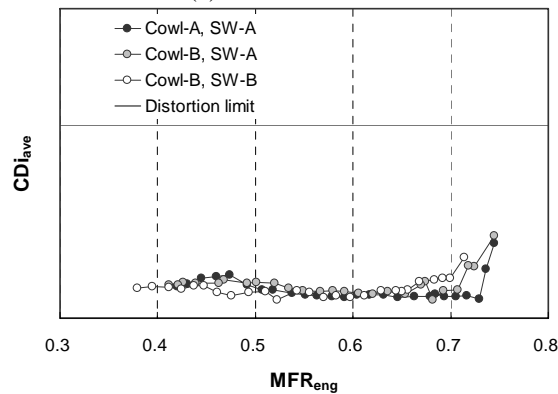 Cowl-A, SW-A
Cowl-B, SW-A
Cowl-B, SW-B
Distortion limit
CDi_ave
0.3 0.4 0.5 0.6 0.7 0.8
MFR_eng